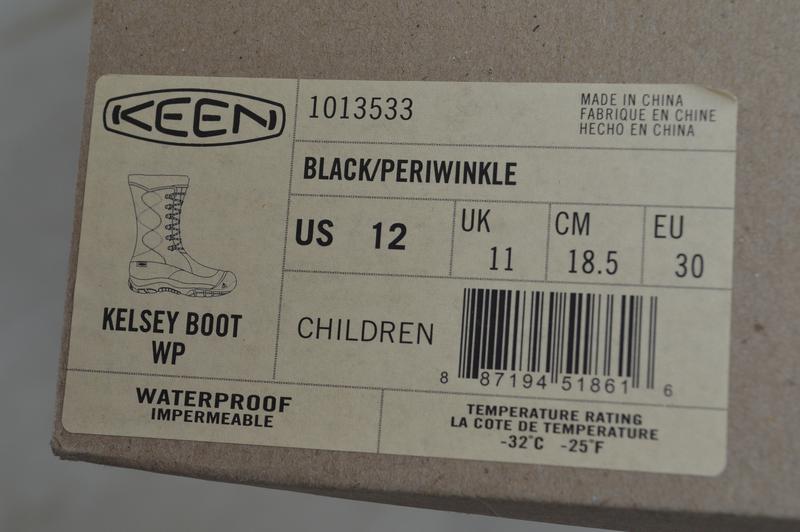 KEEN
1013533
MADE IN CHINA
FABRIQUE EN CHINE
HECHO EN CHINA
BLACK/PERIWINKLE
US 12
UK 11
CM 18.5
EU 30
KELSEY BOOT
WP
CHILDREN
8 87194 51861 6
WATERPROOF
IMPERMEABLE
TEMPERATURE RATING
LA COTE DE TEMPERATURE
-32°C -25°F